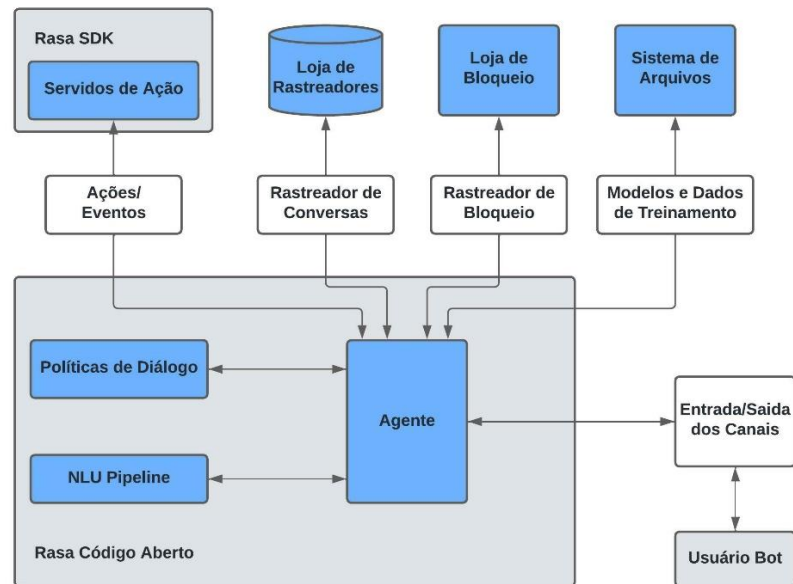 Rasa SDK
Servidos de Ação
Loja de
Rastreadores
Loja de
Bloqueio
Sistema de
Arquivos
Ações/
Eventos
Rastreador de
Conversas
Rastreador de
Bloqueio
Modelos e Dados
de Treinamento
Políticas de Diálogo
Agente
NLU Pipeline
Rasa Código Aberto
Entrada/Saida
dos Canais
Usuário Bot